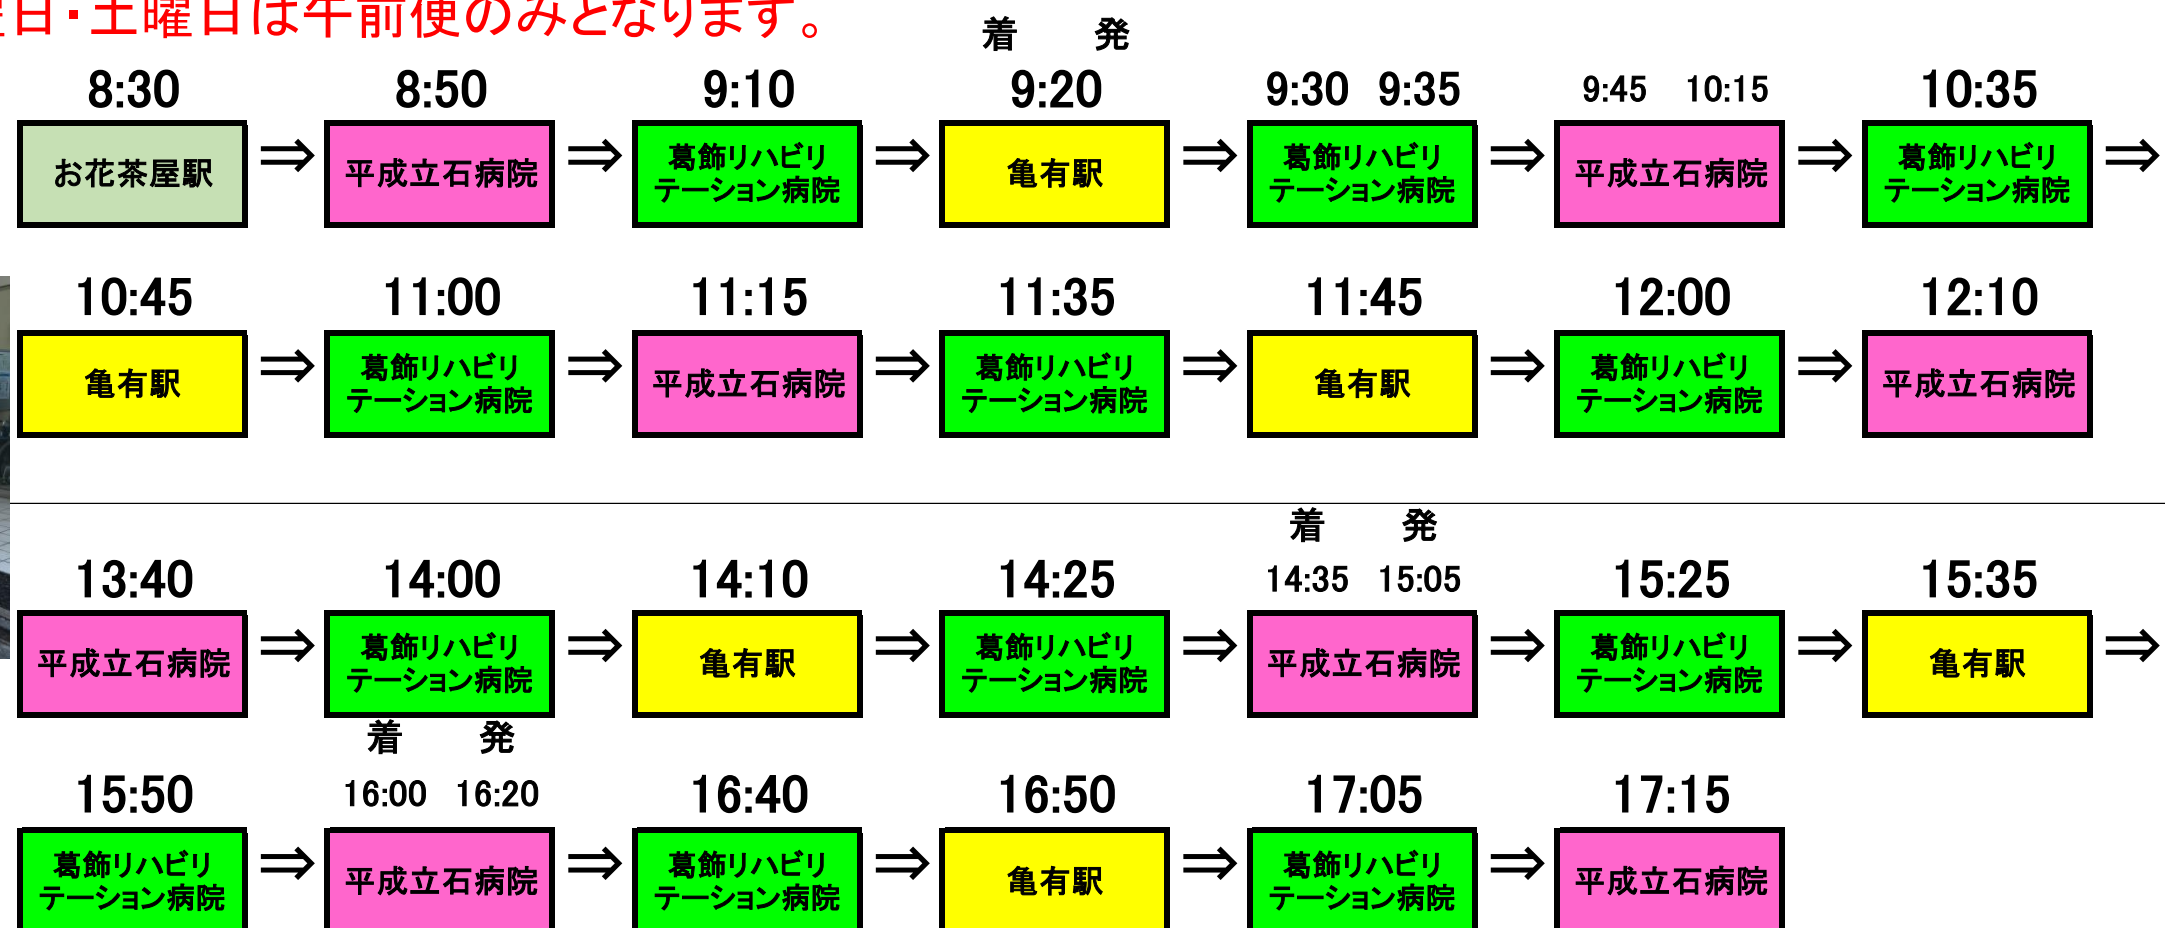 日・土曜日は午前便のみとなります。
着 発
8:30 8:50 9:10 9:20 9:30 9:35 9:45 10:15 10:35
お花茶屋駅 ⇒ 平成立石病院 ⇒ 葛飾リハビリ
テーション病院 ⇒ 亀有駅 ⇒ 葛飾リハビリ
テーション病院 ⇒ 平成立石病院 ⇒ 葛飾リハビリ
テーション病院 ⇒
10:45 11:00 11:15 11:35 11:45 12:00 12:10
亀有駅 ⇒ 葛飾リハビリ
テーション病院 ⇒ 平成立石病院 ⇒ 葛飾リハビリ
テーション病院 ⇒ 亀有駅 ⇒ 葛飾リハビリ
テーション病院 ⇒ 平成立石病院
着 発
13:40 14:00 14:10 14:25 14:35 15:05 15:25 15:35
平成立石病院 ⇒ 葛飾リハビリ
テーション病院 ⇒ 亀有駅 ⇒ 葛飾リハビリ
テーション病院 ⇒ 平成立石病院 ⇒ 葛飾リハビリ
テーション病院 ⇒ 亀有駅 ⇒
着 発
15:50 16:00 16:20 16:40 16:50 17:05 17:15
葛飾リハビリ
テーション病院 ⇒ 平成立石病院 ⇒ 葛飾リハビリ
テーション病院 ⇒ 亀有駅 ⇒ 葛飾リハビリ
テーション病院 ⇒ 平成立石病院